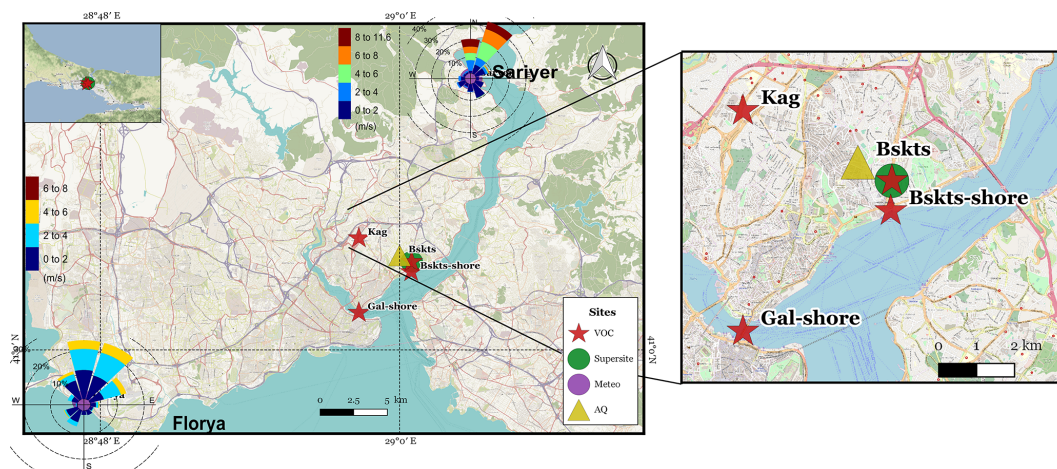 28°48′ E
29°0′ E
N
40%
30%
20%
10%
W
S
8 to 11.6
6 to 8
4 to 6
2 to 4
0 to 2
(m/s)
Sariyer
6 to 8
4 to 6
2 to 4
0 to 2
(m/s)
Kag
Bskts
Bskts-shore
Gal-shore
Sites
VOC
Supersite
Meteo
AQ
41°0′N
20%
10%
W
E
S
0
2.5
5
km
Florya
28°48′ E
29°0′ E
Kag
Bskts
Bskts-shore
Gal-shore
0
1
2 km